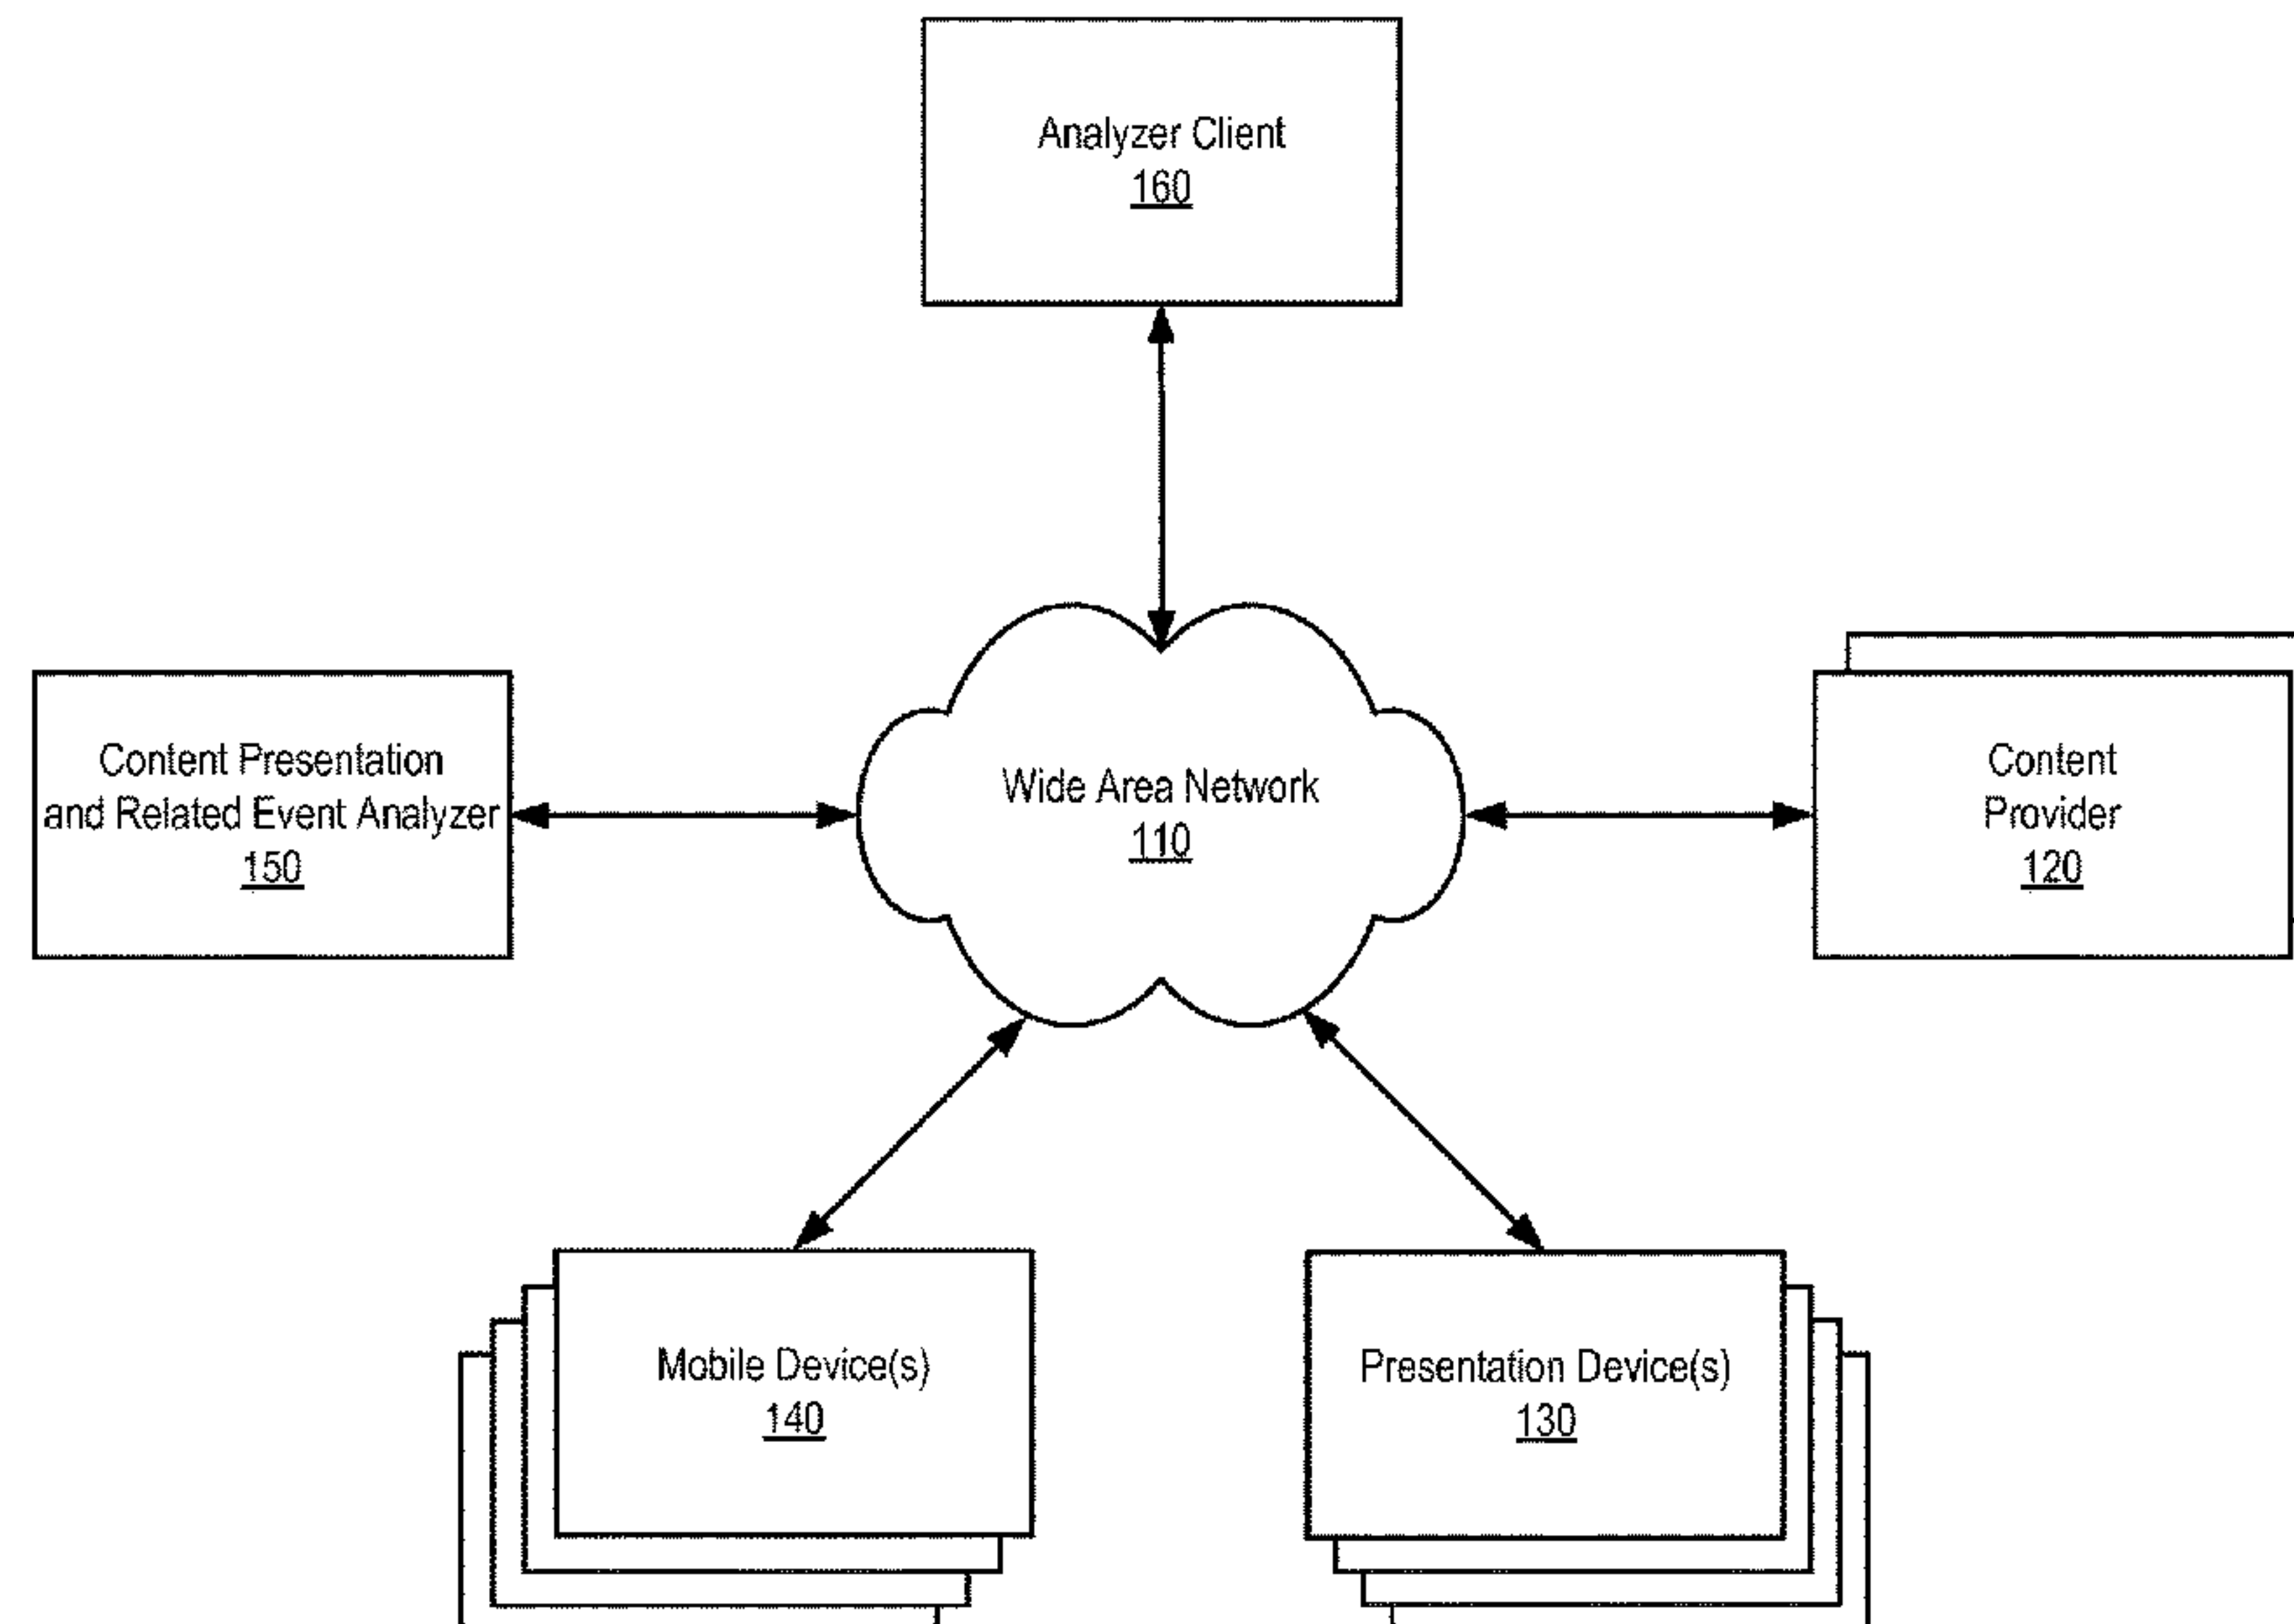 Analyzer Client
160
Content Presentation
and Related Event Analyzer
150
Wide Area Network
110
Content
Provider
120
Mobile Device(s)
140
Presentation Device(s)
130